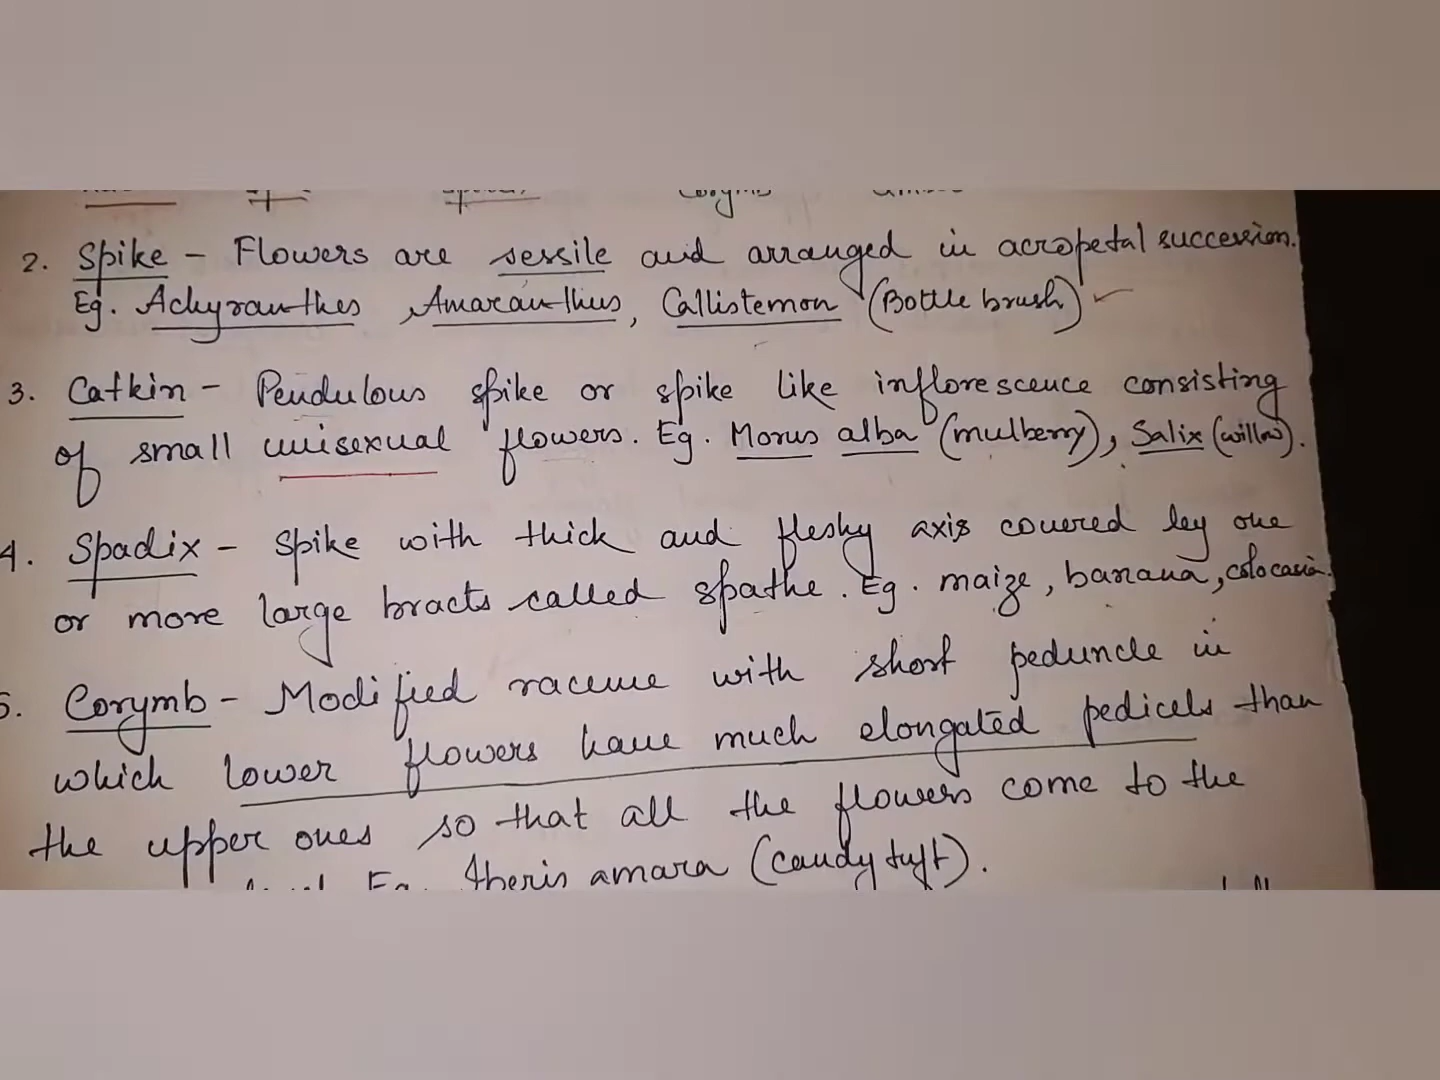 Corymb
2. Spike - Flowers are sessile and arranged in acropetal succession.
Eg. Achyranthes, Amaranthus, Callistemon (Bottle brush) ✓
3. Catkin - Pendulous spike or spike like inflorescence consisting
of small unisexual flowers. Eg. Morus alba (mulberry), Salix (willow).
4. Spadix - Spike with thick and fleshy axis covered by one
or more large bracts called spathe. Eg. maize, banana, colocasia.
5. Corymb - Modified raceme with short peduncle in
which lower flowers have much elongated pedicels than
the upper ones so that all the flowers come to the
Eg. Iberis amara (candytuft).